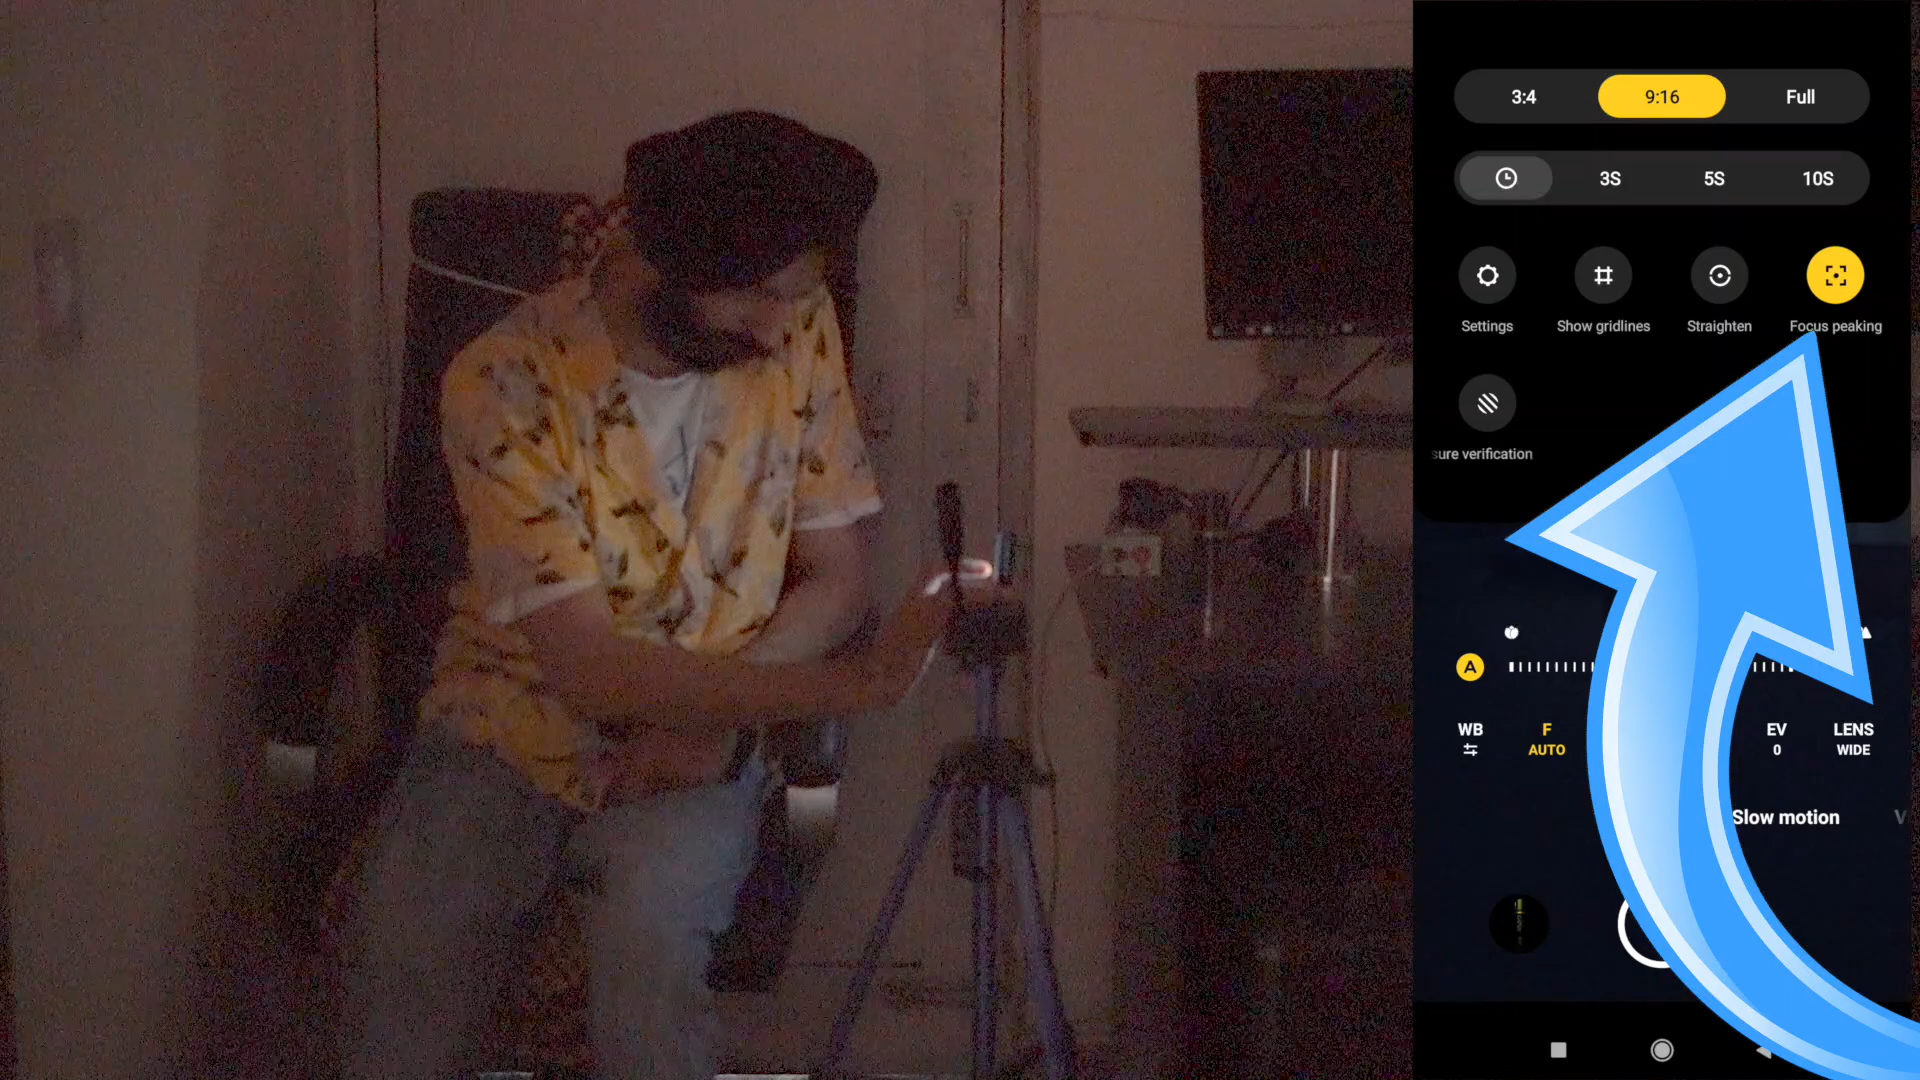 3:4 9:16 Full
3S 5S 10S
Settings Show gridlines Straighten Focus peaking
sure verification
A
WB F EV LENS
AUTO 0 WIDE
Slow motion V